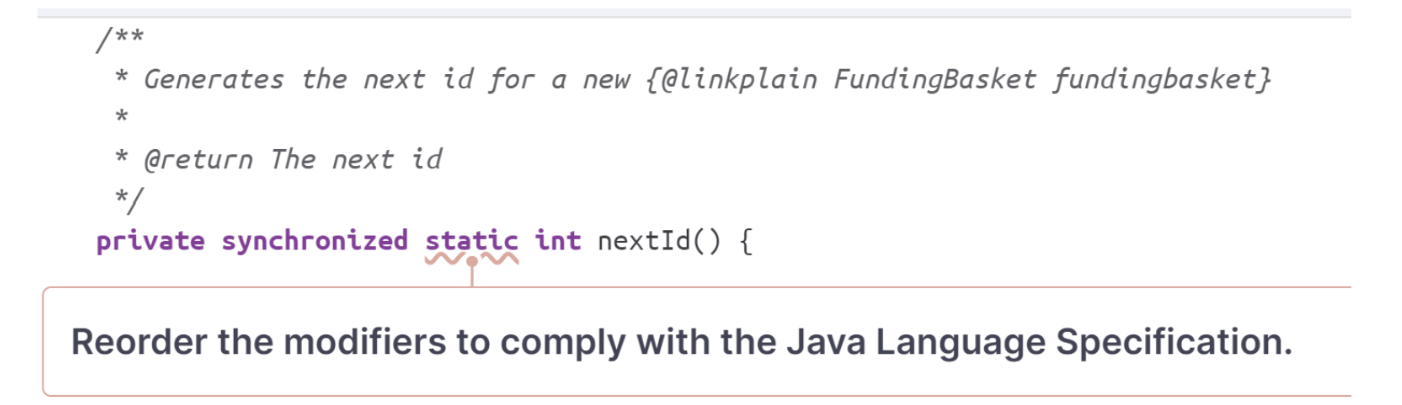 /**
* Generates the next id for a new {@linkplain FundingBasket fundingbasket}
*
* @return The next id
*/
private synchronized static int nextId() {
Reorder the modifiers to comply with the Java Language Specification.